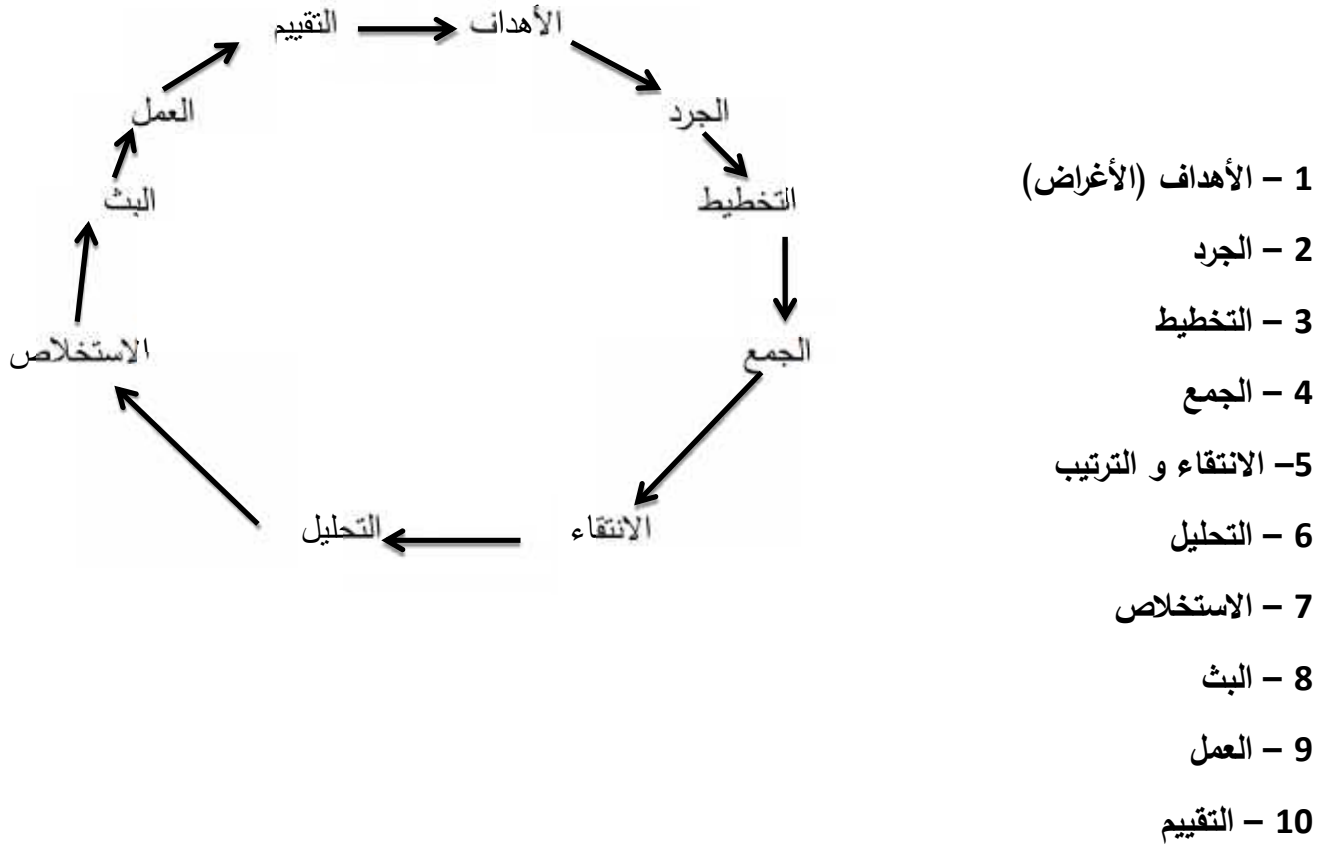 التقييم
الأهداف
العمل
الجرد
البث
التخطيط
الاستخلاص
الجمع
التحليل
الانتقاء
1 – الأهداف (الأغراض)
2 – الجرد
3 – التخطيط
4 – الجمع
5– الانتقاء و الترتيب
6 – التحليل
7 – الاستخلاص
8 – البث
9 – العمل
10 – التقييم